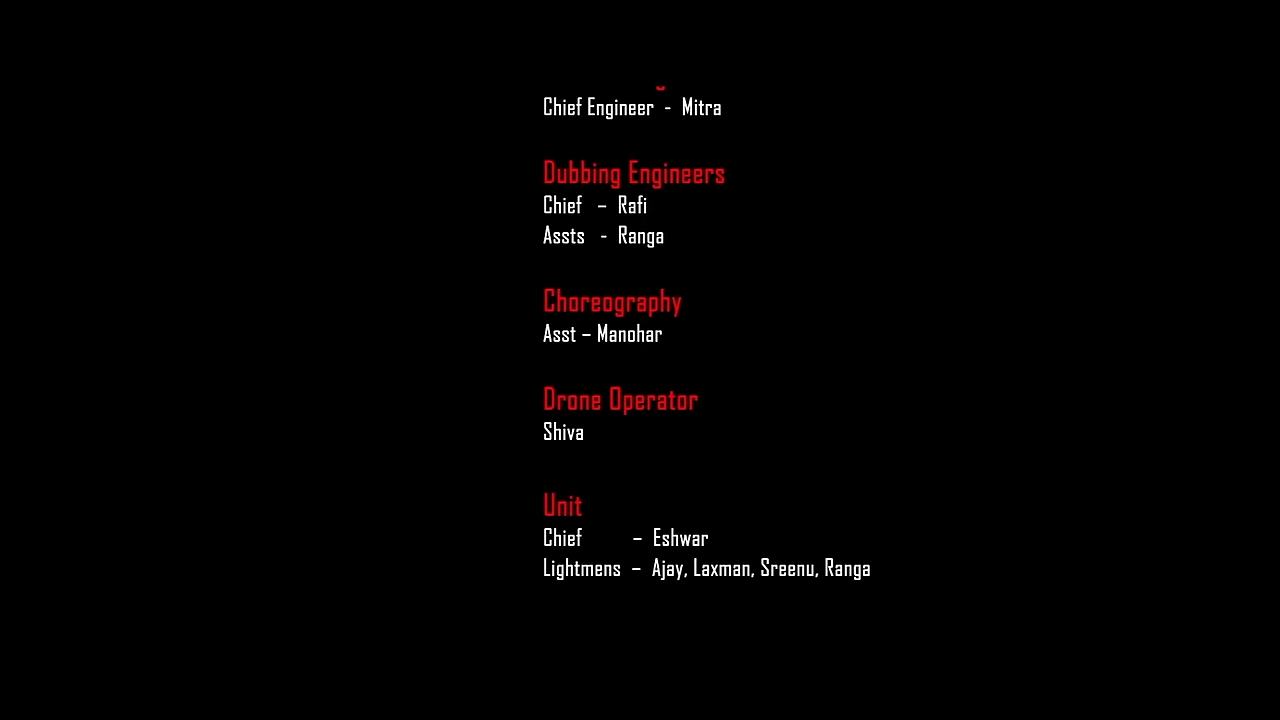 Chief Engineer - Mitra
Dubbing Engineers
Chief – Rafi
Assts - Ranga
Choreography
Asst – Manohar
Drone Operator
Shiva
Unit
Chief – Eshwar
Lightmens – Ajay, Laxman, Sreenu, Ranga